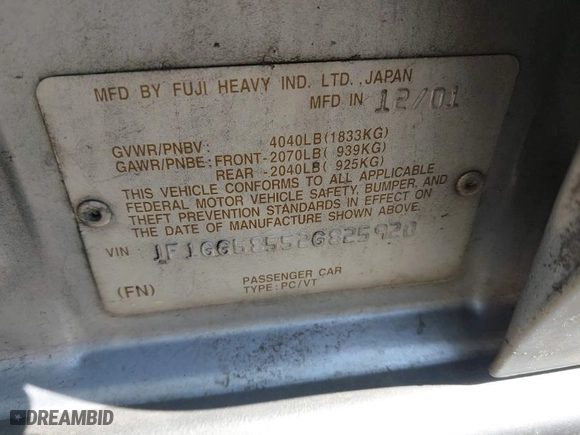 MFD BY FUJI HEAVY IND. LTD., JAPAN
MFD IN 12/01
GVWR/PNBV: 4040LB(1833KG)
GAWR/PNBE: FRONT-2070LB( 939KG)
REAR -2040LB( 925KG)
THIS VEHICLE CONFORMS TO ALL APPLICABLE
FEDERAL MOTOR VEHICLE SAFETY, BUMPER, AND
THEFT PREVENTION STANDARDS IN EFFECT ON
THE DATE OF MANUFACTURE SHOWN ABOVE.
VIN JF1GG58552G825920
PASSENGER CAR
(FN) TYPE: PC/VT
DREAMBID